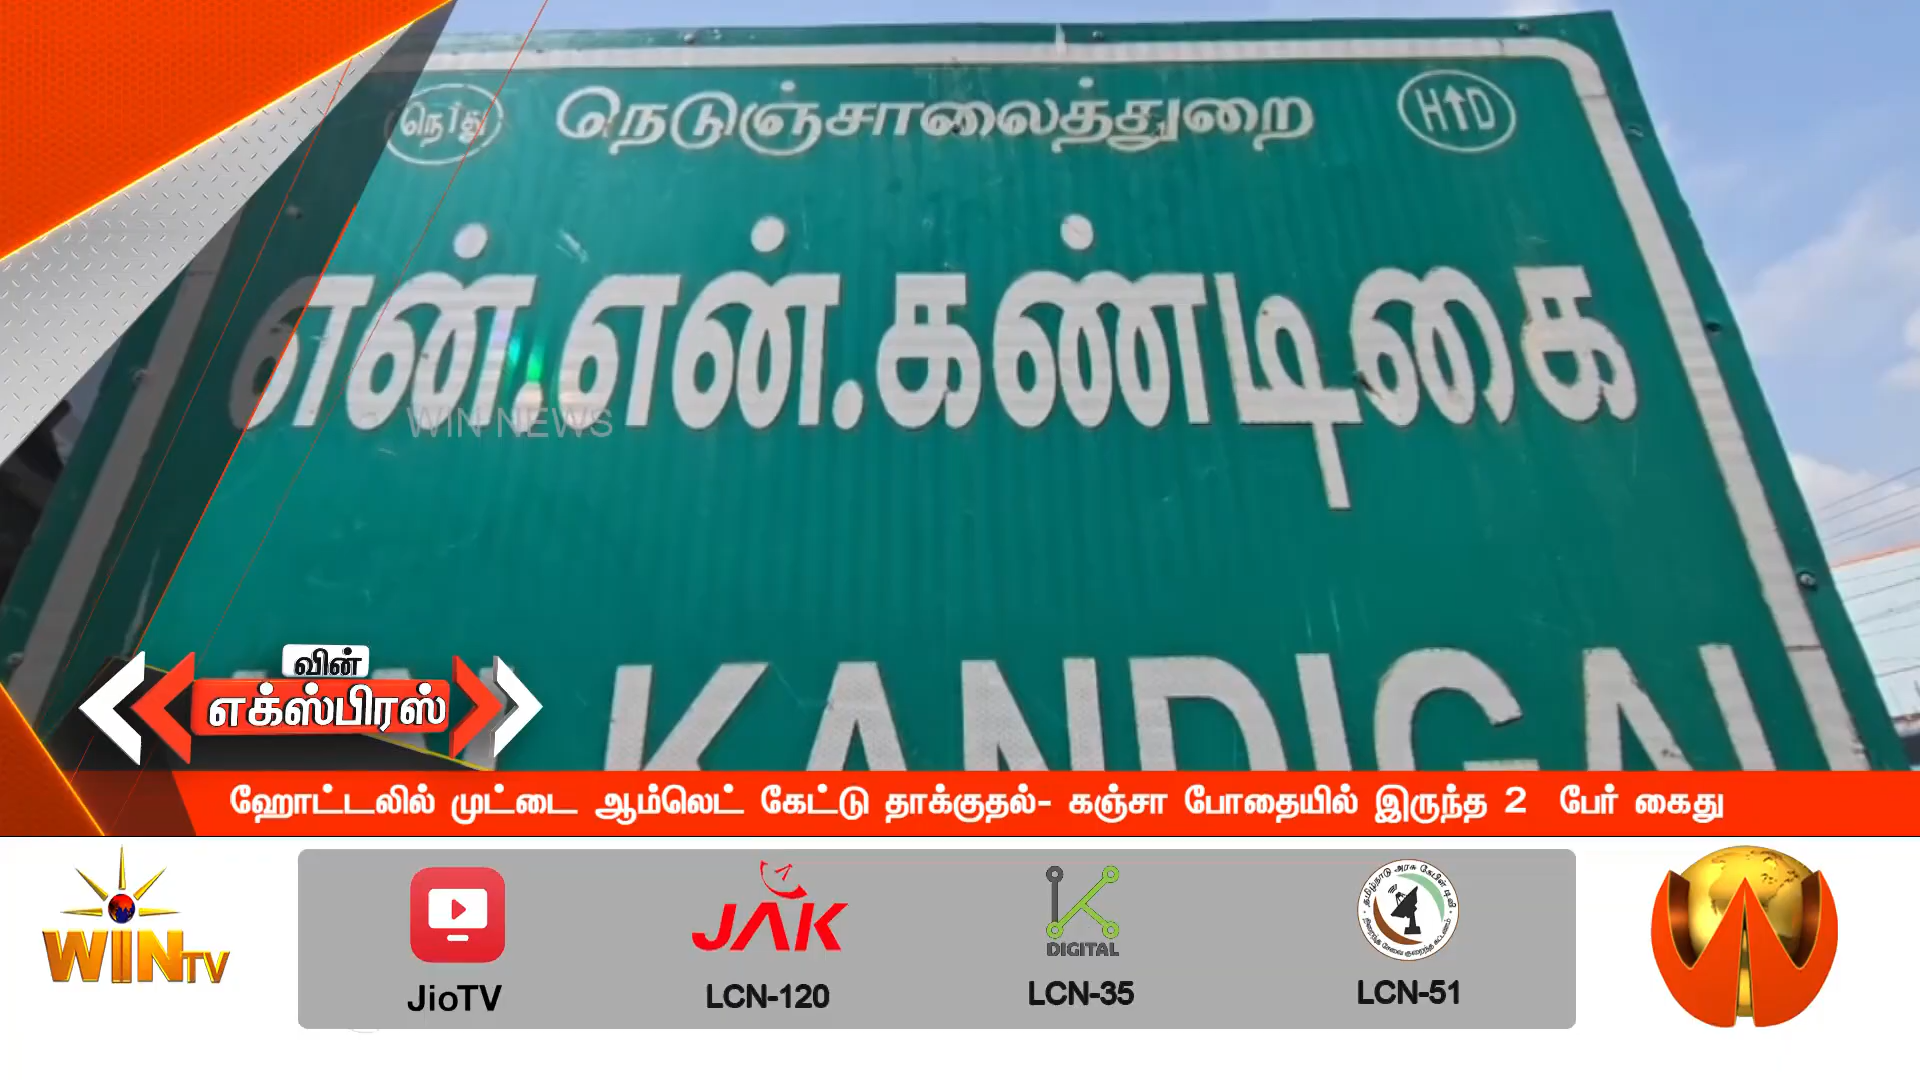 நெடுஞ்சாலைத்துறை
HD
என்.என்.கண்டிகை
WIN NEWS
KANDIGAI
வின்
எக்ஸ்பிரஸ்
ஹோட்டலில் முட்டை ஆம்லெட் கேட்டு தாக்குதல்- கஞ்சா போதையில் இருந்த 2 பேர் கைது
WIN TV
JioTV
JAK
LCN-120
DIGITAL
LCN-35
LCN-51